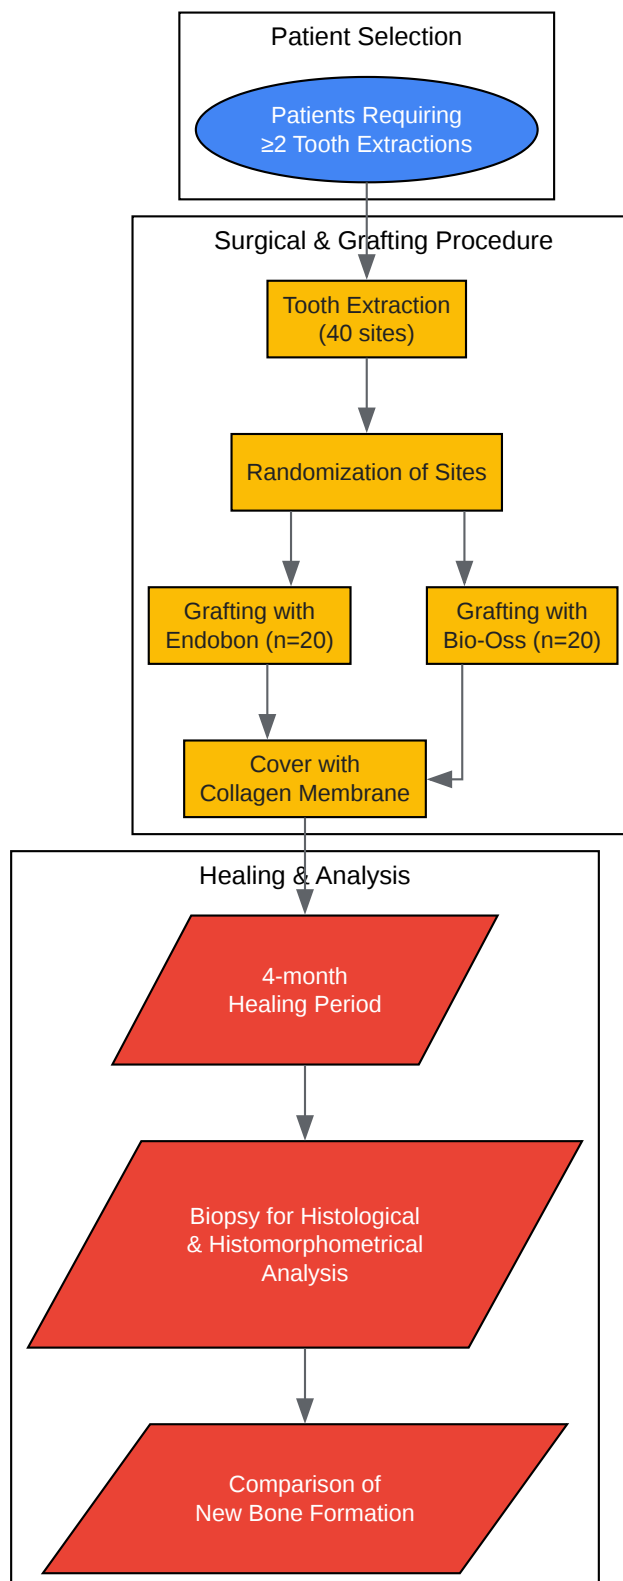 Patient Selection
Patients Requiring
≥2 Tooth Extractions
Surgical & Grafting Procedure
Tooth Extraction
(40 sites)
Randomization of Sites
Grafting with
Endobon (n=20)
Grafting with
Bio-Oss (n=20)
Cover with
Collagen Membrane
Healing & Analysis
4-month
Healing Period
Biopsy for Histological
& Histomorphometrical
Analysis
Comparison of
New Bone Formation